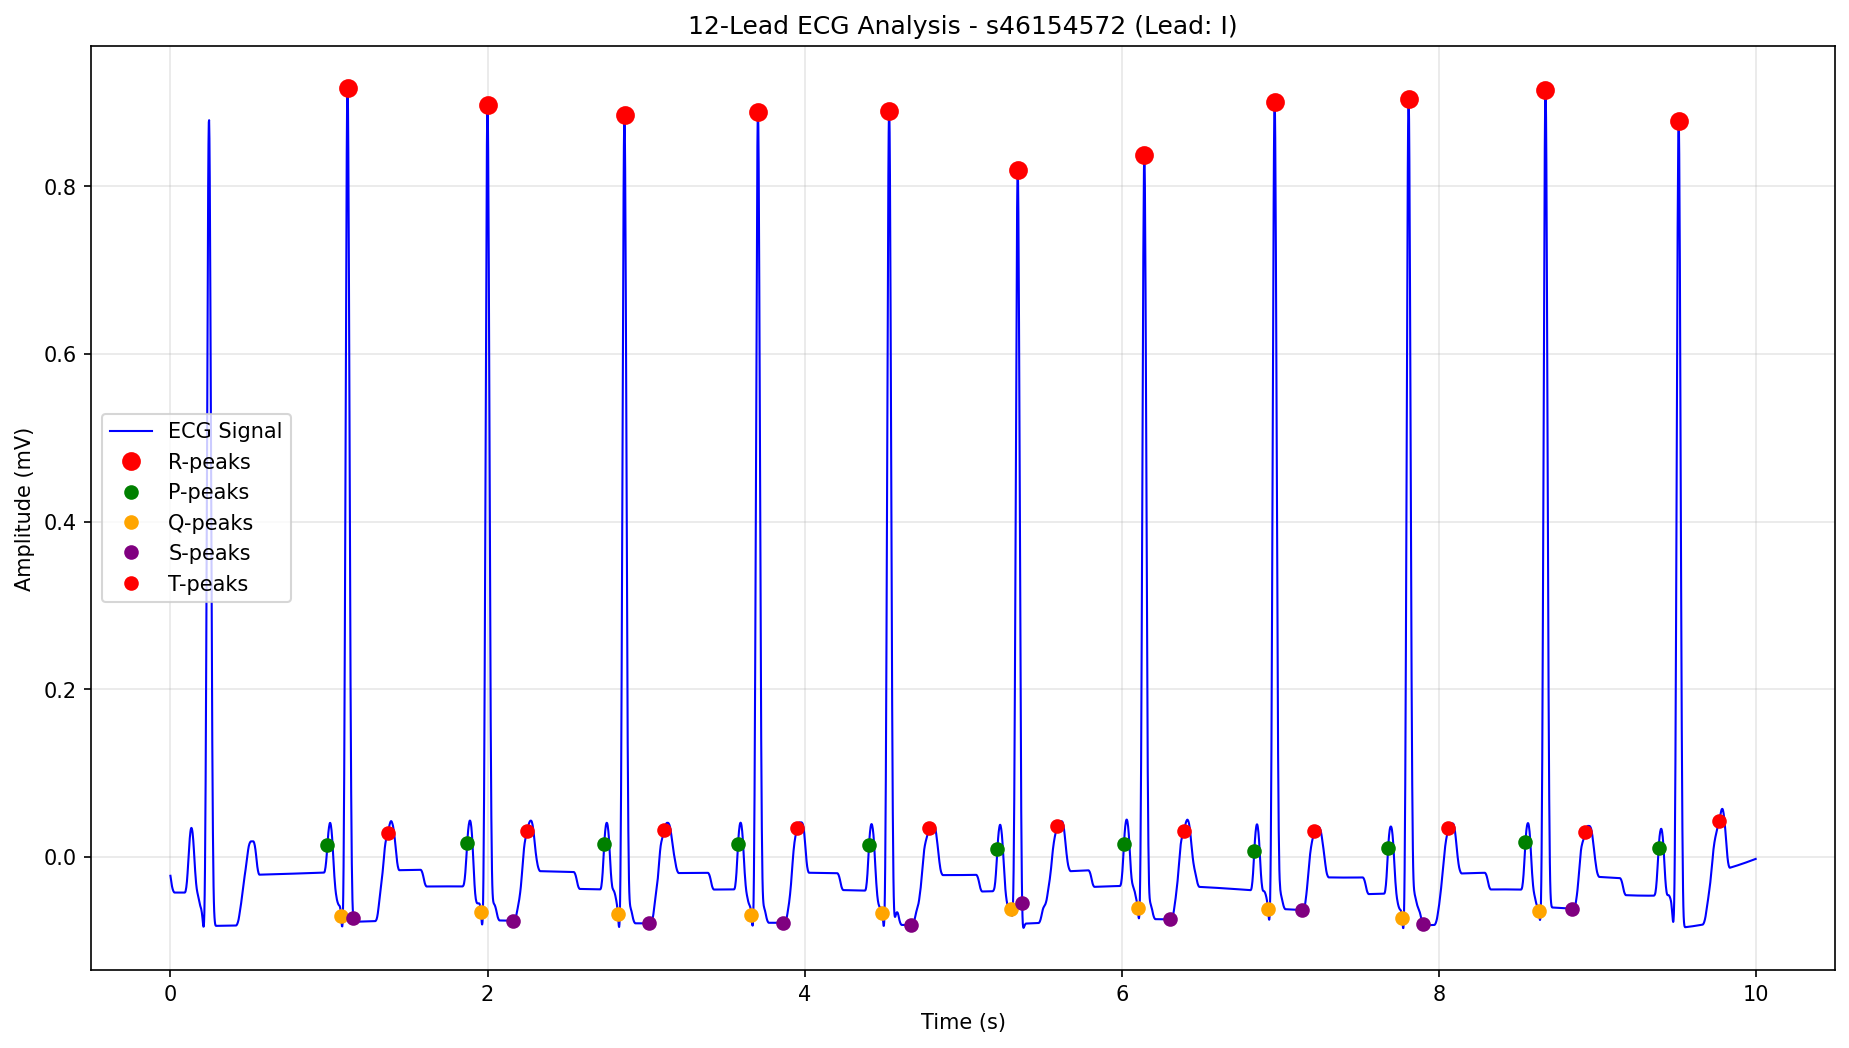 12-Lead ECG Analysis - s46154572 (Lead: I)
Amplitude (mV)
0.8
0.6
0.4
0.2
0.0
ECG Signal
R-peaks
P-peaks
Q-peaks
S-peaks
T-peaks
0 2 4 6 8 10
Time (s)